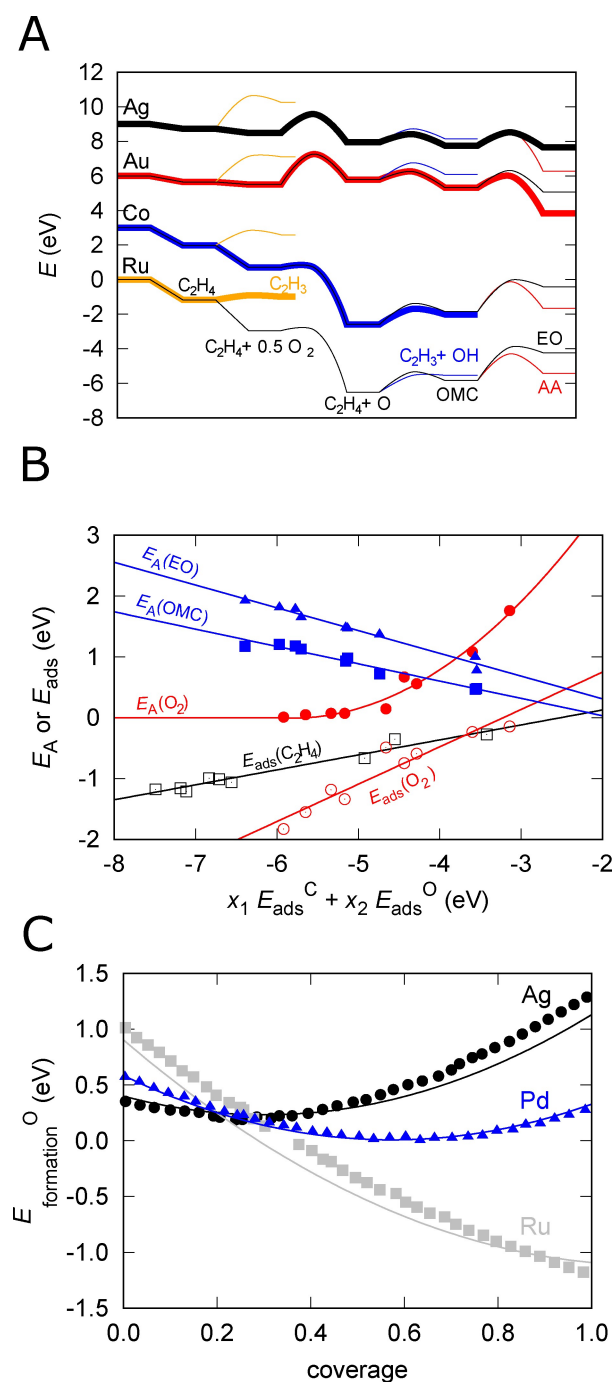 A
12
10
8
6
4
2
0
-2
-4
-6
-8
E (eV)
Ag
Au
Co
Ru
C2H4
C2H3
C2H4+ 0.5 O2
C2H4+ O
C2H3+ OH
OMC
EO
AA
B
3
2
1
0
-1
-2
EA or Eads (eV)
EA(EO)
EA(OMC)
EA(O2)
Eads(C2H4)
Eads(O2)
-8 -7 -6 -5 -4 -3 -2
x1 EadsC + x2 EadsO (eV)
C
1.5
1.0
0.5
0.0
-0.5
-1.0
-1.5
EformationO (eV)
Ag
Pd
Ru
0.0 0.2 0.4 0.6 0.8 1.0
coverage